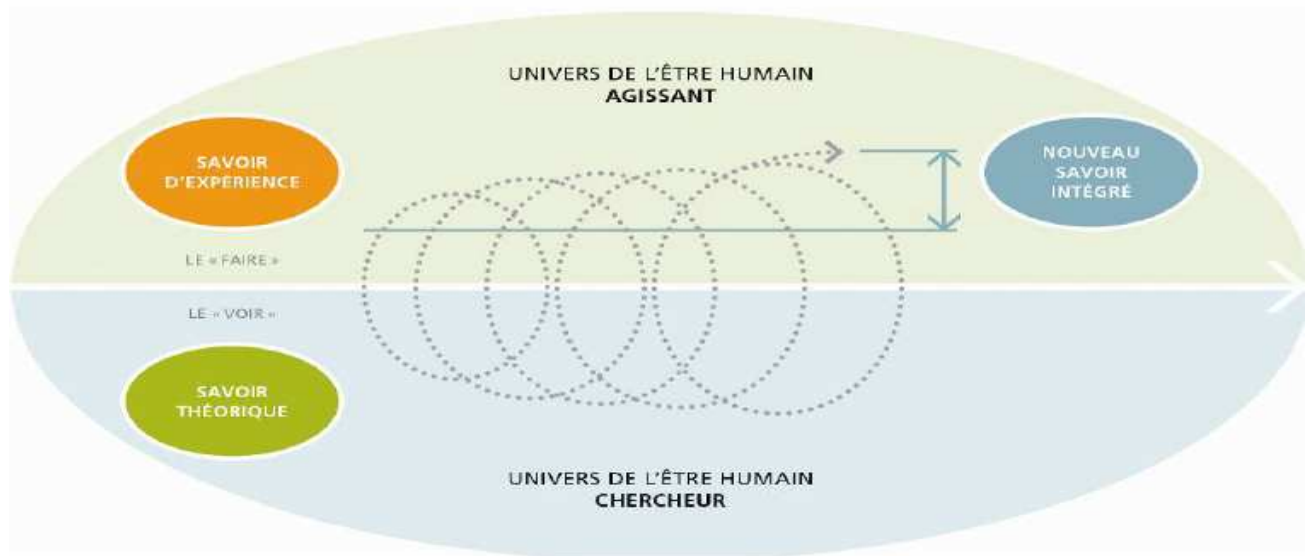 UNIVERS DE L'ÊTRE HUMAIN
AGISSANT
SAVOIR
D'EXPÉRIENCE
NOUVEAU
SAVOIR
INTÉGRÉ
LE « FAIRE »
LE « VOIR »
SAVOIR
THÉORIQUE
UNIVERS DE L'ÊTRE HUMAIN
CHERCHEUR